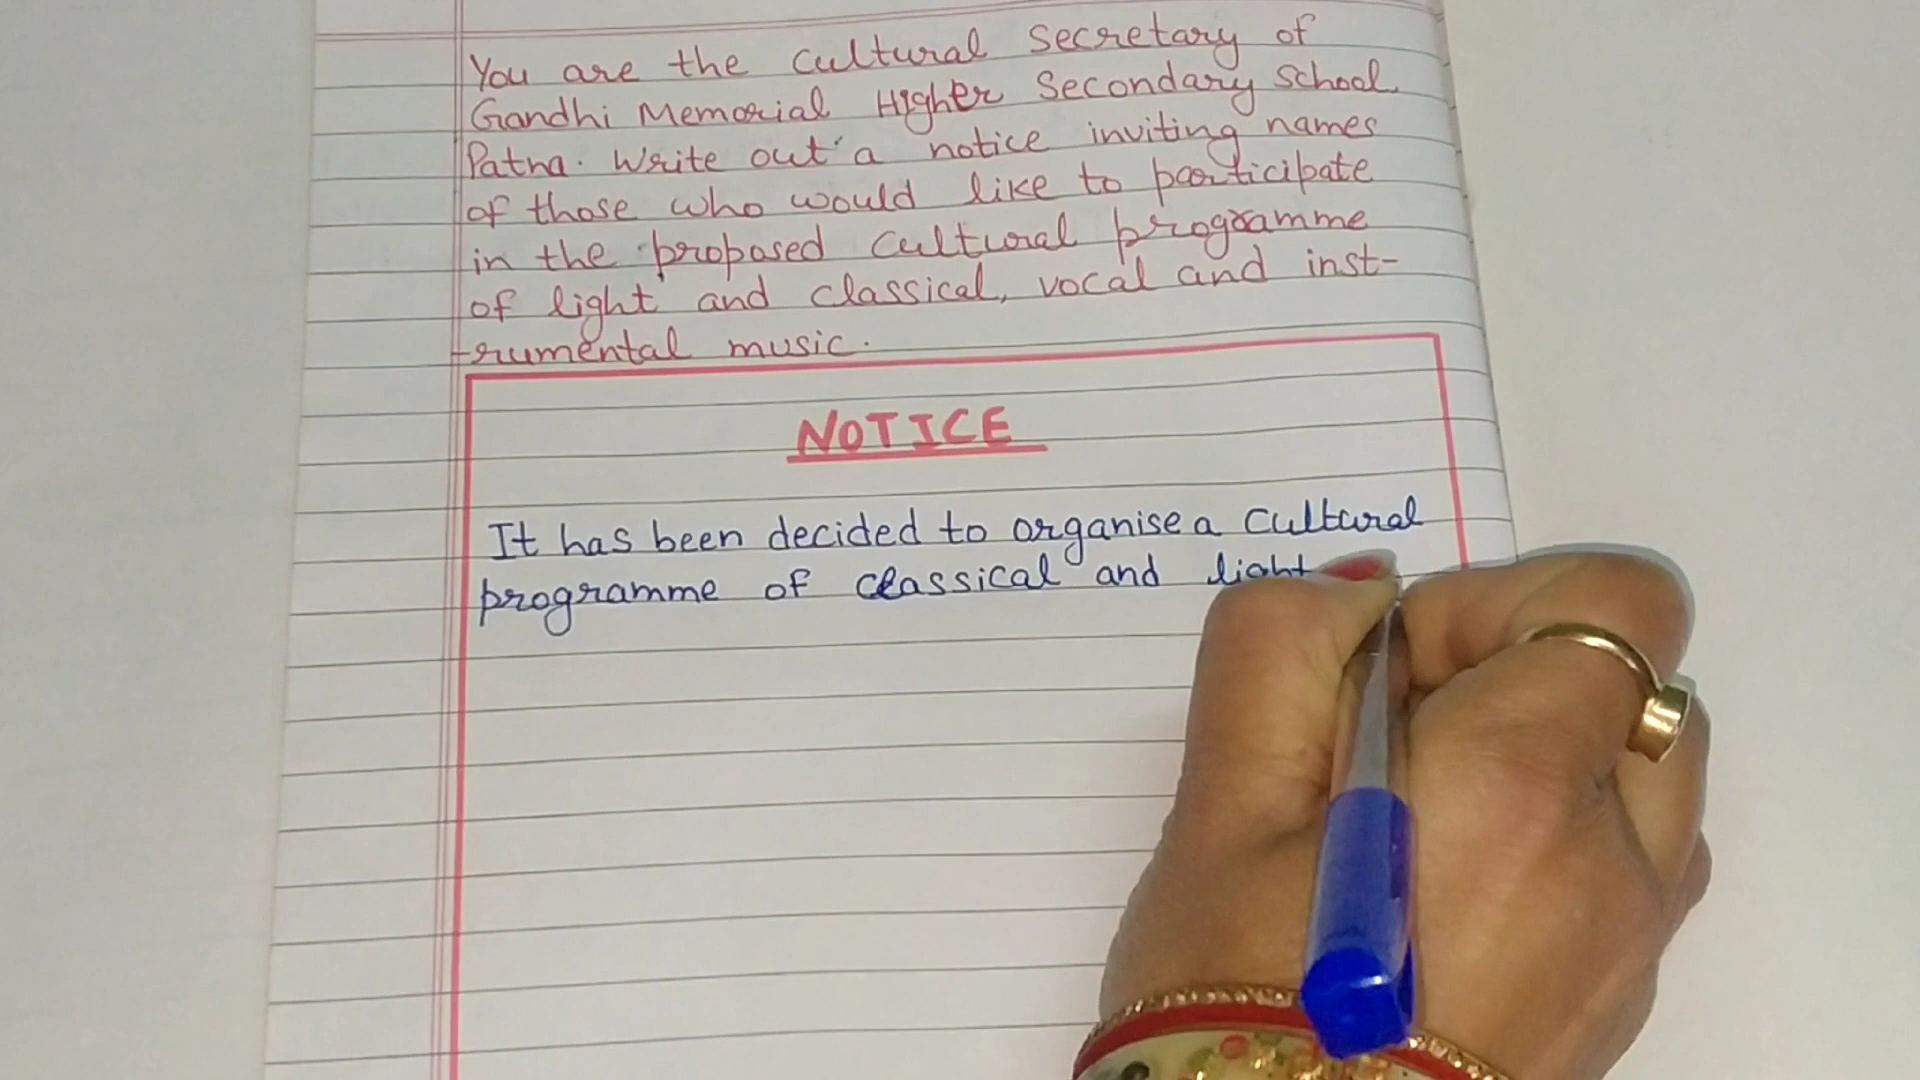 You are the cultural secretary of
Gandhi Memorial Higher Secondary School
Patna. Write out a notice inviting names
of those who would like to participate
in the proposed cultural programme
of light and classical, vocal and inst-
-rumental music.
NOTICE
It has been decided to organise a cultural
programme of classical and light